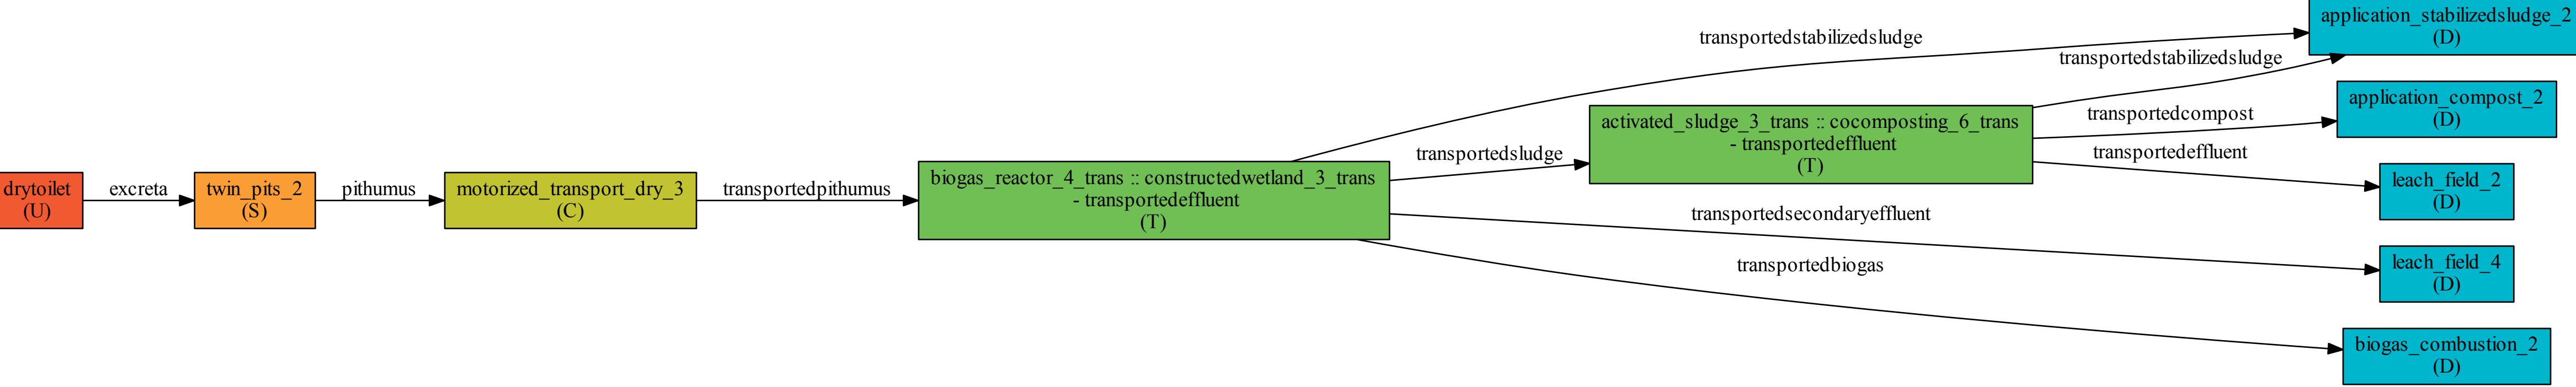 drytoilet
(U)
excreta
twin_pits_2
(S)
pithumus
motorized_transport_dry_3
(C)
transportedpithumus
biogas_reactor_4_trans :: constructedwetland_3_trans
- transportedeffluent
(T)
transportedstabilizedsludge
transportedsludge
transportedsecondaryeffluent
transportedbiogas
activated_sludge_3_trans :: cocomposting_6_trans
- transportedeffluent
(T)
transportedstabilizedsludge
transportedcompost
transportedeffluent
application_stabilizedsludge_2
(D)
application_compost_2
(D)
leach_field_2
(D)
leach_field_4
(D)
biogas_combustion_2
(D)